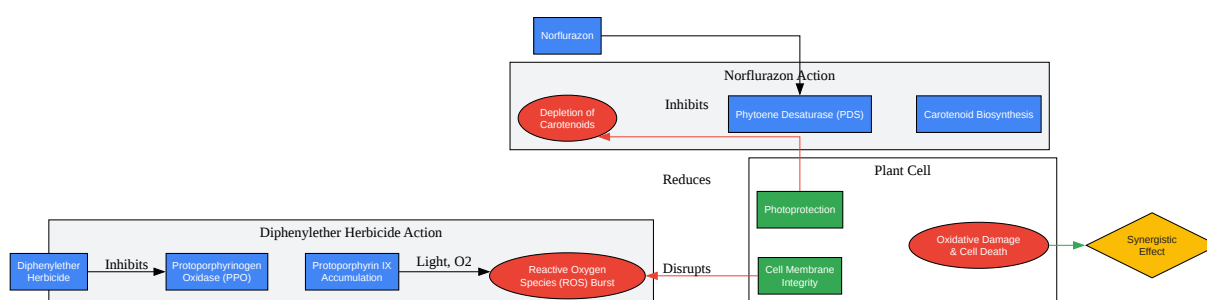 Norflurazon
Norflurazon Action
Inhibits
Depletion of
Carotenoids
Phytoene Desaturase (PDS)
Carotenoid Biosynthesis
Reduces
Plant Cell
Photoprotection
Diphenylether Herbicide Action
Oxidative Damage
& Cell Death
Synergistic
Effect
Diphenylether
Herbicide
Inhibits
Protoporphyrinogen
Oxidase (PPO)
Protoporphyrin IX
Accumulation
Light, O2
Reactive Oxygen
Species (ROS) Burst
Disrupts
Cell Membrane
Integrity